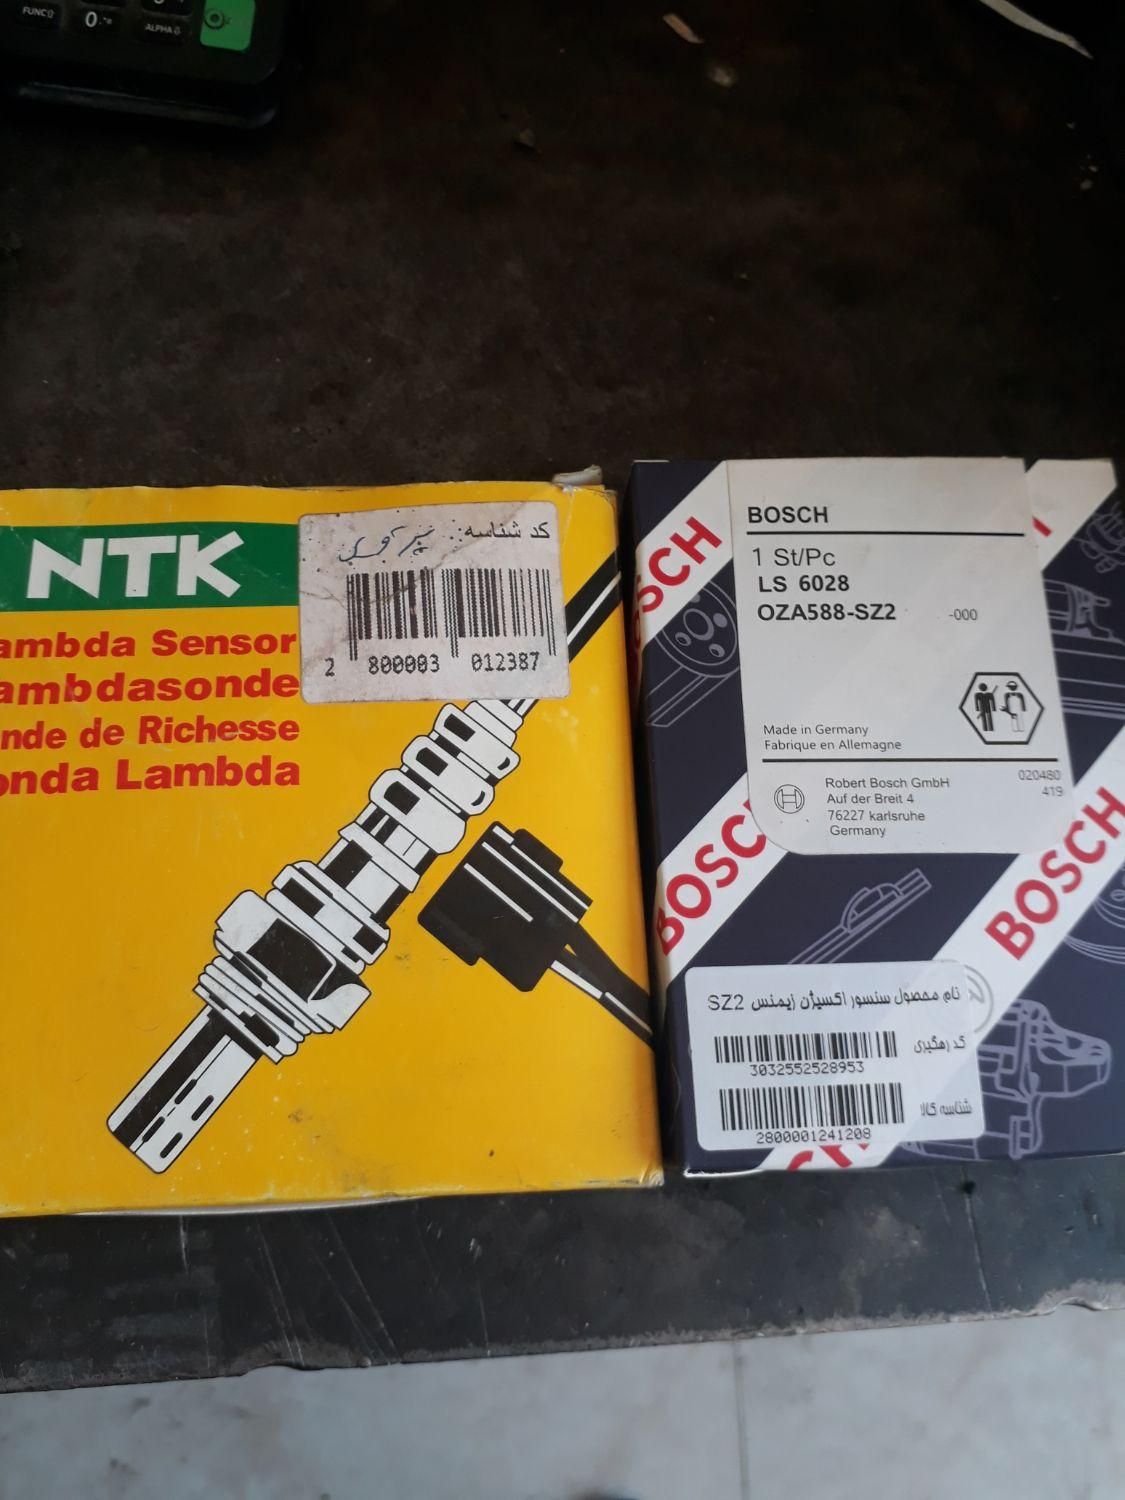 FUNC
0
ALPHA
NTK
ambda Sensor
ambdasonde
nde de Richesse
onda Lambda
کد شناسه:
2 800003 012387
BOSCH
1 St/Pc
LS 6028
OZA588-SZ2 -000
Made in Germany
Fabrique en Allemagne
Robert Bosch GmbH
Auf der Breit 4
76227 karlsruhe
Germany
020480
419
OSCH
BOSCH
BOSCH
نام محصول سنسور اکسیژن زیمنس SZ2
کد رهگیری
3032552528953
شناسه کالا
2800001241208